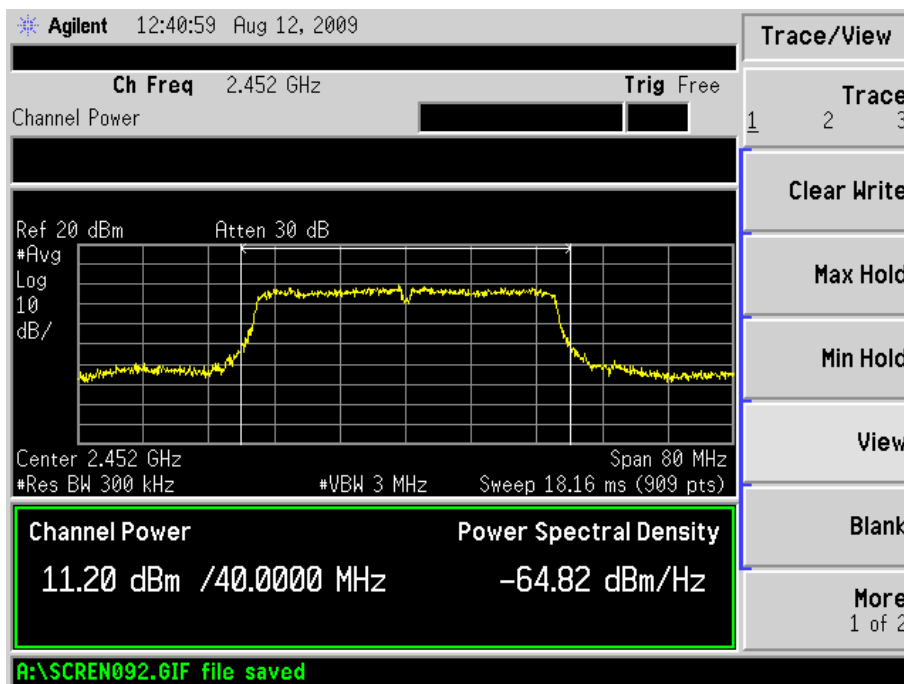 Agilent 12:40:59 Aug 12, 2009
Ch Freq 2.452 GHz Trig Free
Channel Power
Ref 20 dBm Atten 30 dB
#Avg
Log
10
dB/
Center 2.452 GHz Span 80 MHz
#Res BW 300 kHz #VBW 3 MHz Sweep 18.16 ms (909 pts)
Channel Power Power Spectral Density
11.20 dBm /40.0000 MHz -64.82 dBm/Hz
A:\SCREN092.GIF file saved
Trace/View
Trace
1 2 3
Clear Write
Max Hold
Min Hold
View
Blank
More
1 of 2